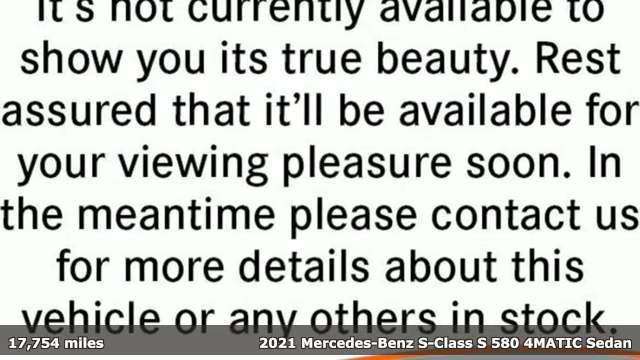 It's not currently available to
show you its true beauty. Rest
assured that it'll be available for
your viewing pleasure soon. In
the meantime please contact us
for more details about this
vehicle or any others in stock.
17,754 miles 2021 Mercedes-Benz S-Class S 580 4MATIC Sedan